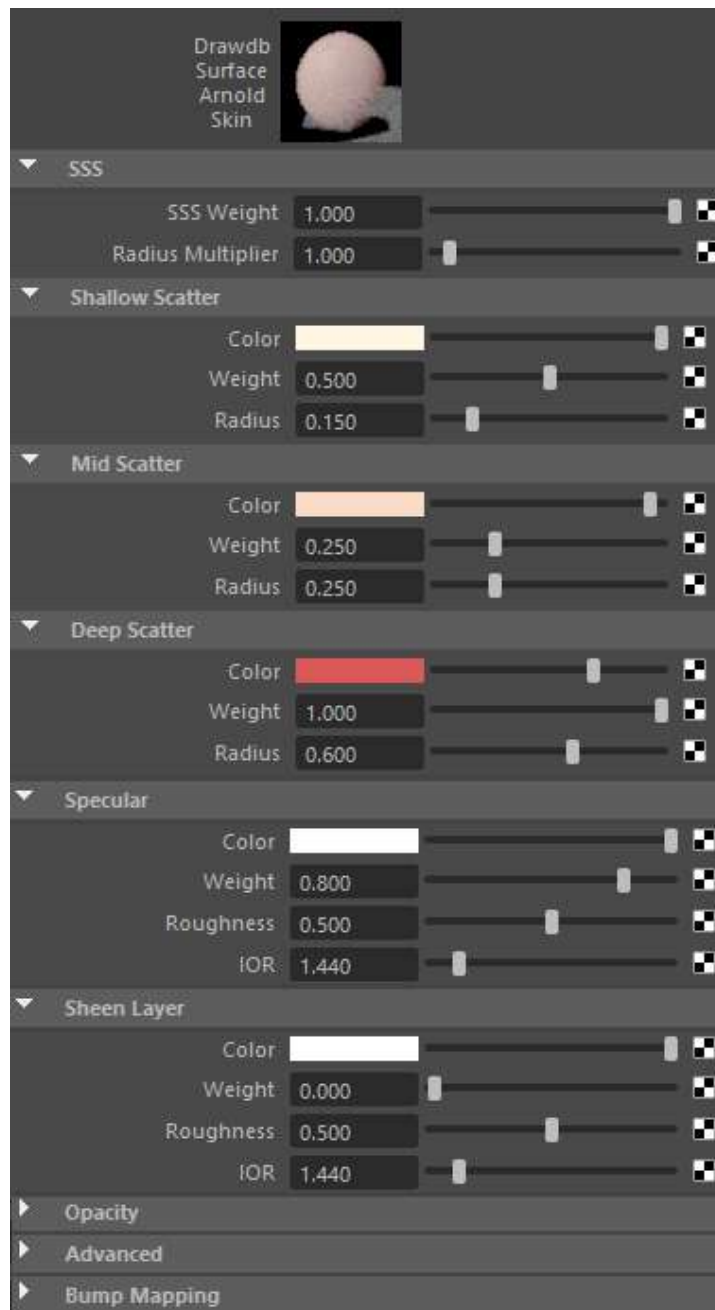 Drawdb
Surface
Arnold
Skin
SSS
SSS Weight 1.000
Radius Multiplier 1.000
Shallow Scatter
Color
Weight 0.500
Radius 0.150
Mid Scatter
Color
Weight 0.250
Radius 0.250
Deep Scatter
Color
Weight 1.000
Radius 0.600
Specular
Color
Weight 0.800
Roughness 0.500
IOR 1.440
Sheen Layer
Color
Weight 0.000
Roughness 0.500
IOR 1.440
Opacity
Advanced
Bump Mapping